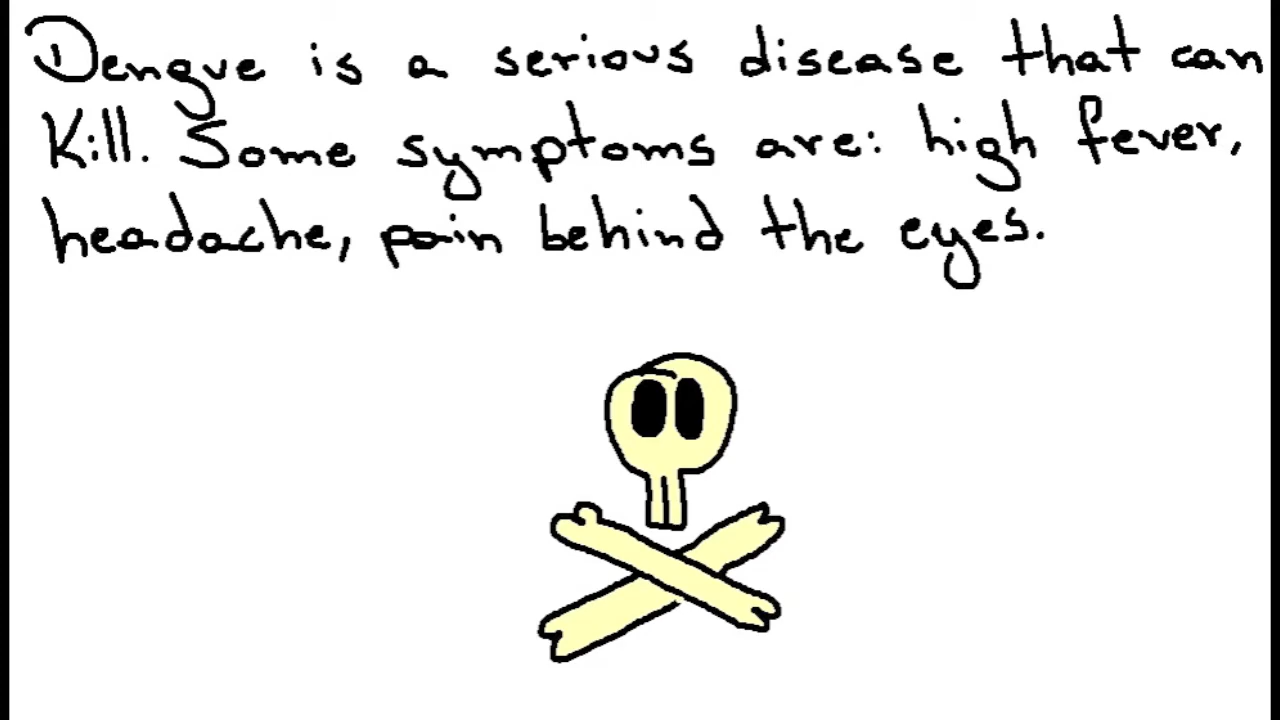 Dengue is a serious disease that can
Kill. Some symptoms are: high fever,
headache, pain behind the eyes.